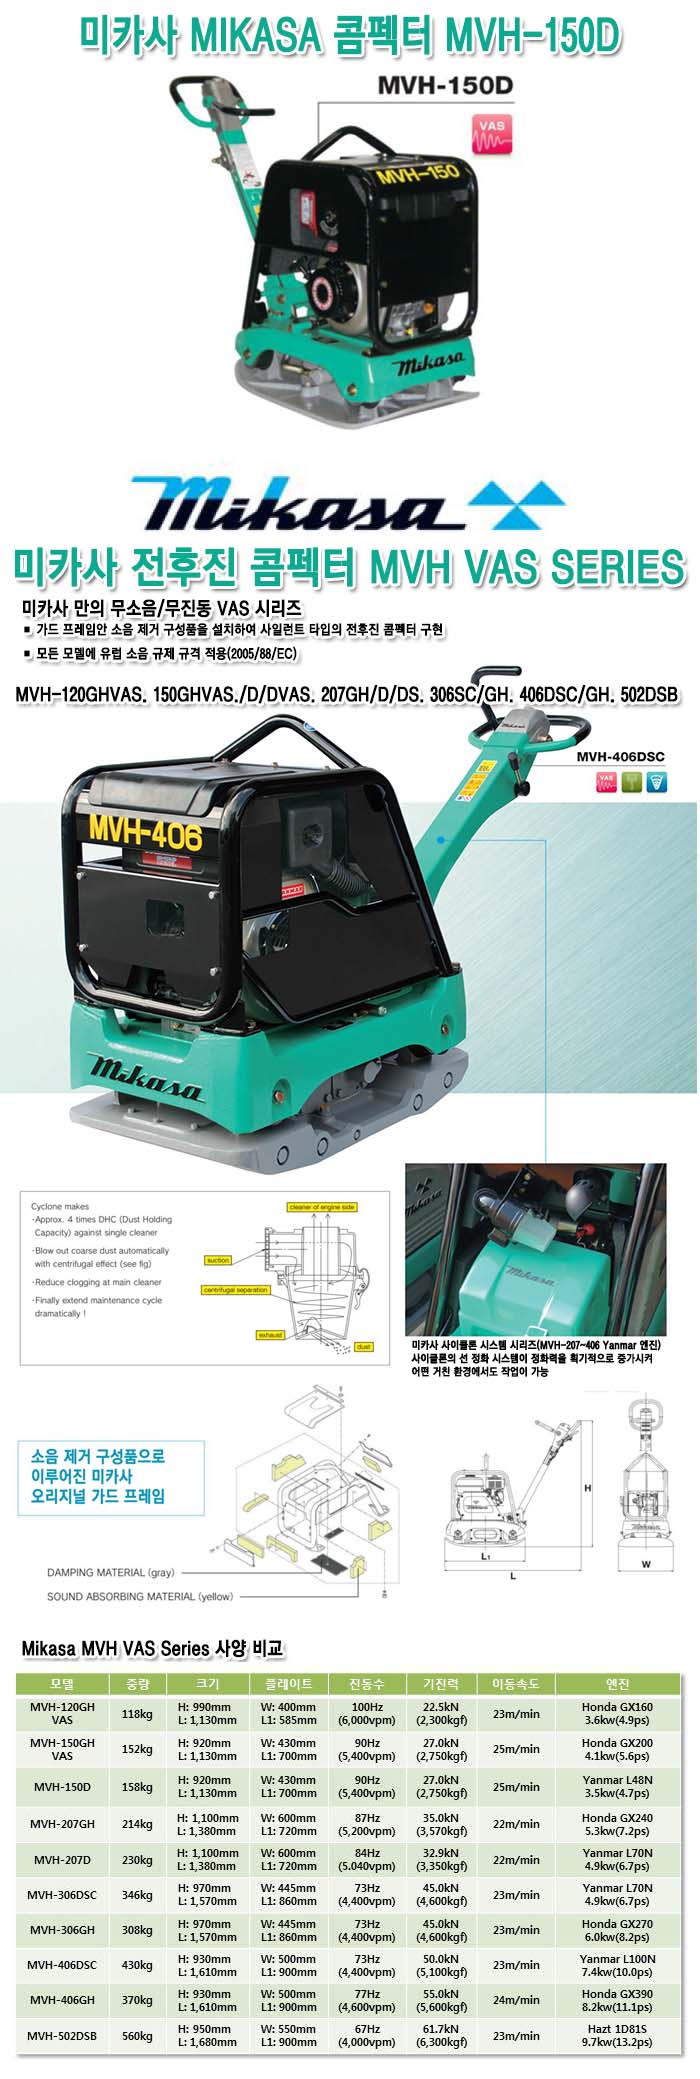 미카사 MIKASA 콤펙터 MVH-150D
MVH-150D
VAS
MVH-150
mikasa
mikasa
미카사 전후진 콤펙터 MVH VAS SERIES
미카사 만의 무소음/무진동 VAS 시리즈
■ 가드 프레임안 소음 제거 구성품을 설치하여 사일런트 타입의 전후진 콤펙터 구현
■ 모든 모델에 유럽 소음 규제 규격 적용(2005/88/EC)
MVH-120GHVAS. 150GHVAS./D/DVAS. 207GH/D/DS. 306SC/GH. 406DSC/GH. 502DSB
MVH-406DSC
VAS
mikasa
MVH-406
mikasa
Cyclone makes
·Approx. 4 times DHC (Dust Holding
Capacity) against single cleaner
·Blow out coarse dust automatically
with centrifugal effect (see fig)
·Reduce clogging at main cleaner
·Finally extend maintenance cycle
dramatically !
cleaner of engine side
suction
centrifugal separation
exhaust
dust
mikasa
미카사 사이클론 시스템 시리즈(MVH-207~406 Yanmar 엔진)
사이클론의 선 정화 시스템이 정화력을 획기적으로 증가시켜
어떤 거친 환경에서도 작업이 가능
소음 제거 구성품으로
이루어진 미카사
오리지널 가드 프레임
DAMPING MATERIAL (gray)
SOUND ABSORBING MATERIAL (yellow)
mikasa
H
L1
L
mikasa
W
Mikasa MVH VAS Series 사양 비교
모델 중량 크기 플레이트 진동수 기진력 이동속도 엔진
MVH-120GH VAS 118kg H: 990mm L: 1,130mm W: 400mm L1: 585mm 100Hz (6,000vpm) 22.5kN (2,300kgf) 23m/min Honda GX160 3.6kw(4.9ps)
MVH-150GH VAS 152kg H: 920mm L: 1,130mm W: 430mm L1: 700mm 90Hz (5,400vpm) 27.0kN (2,750kgf) 25m/min Honda GX200 4.1kw(5.6ps)
MVH-150D 158kg H: 920mm L: 1,130mm W: 430mm L1: 700mm 90Hz (5,400vpm) 27.0kN (2,750kgf) 25m/min Yanmar L48N 3.5kw(4.7ps)
MVH-207GH 214kg H: 1,100mm L: 1,380mm W: 600mm L1: 720mm 87Hz (5,200vpm) 35.0kN (3,570kgf) 22m/min Honda GX240 5.3kw(7.2ps)
MVH-207D 230kg H: 1,100mm L: 1,380mm W: 600mm L1: 720mm 84Hz (5.040vpm) 32.9kN (3,350kgf) 22m/min Yanmar L70N 4.9kw(6.7ps)
MVH-306DSC 346kg H: 970mm L: 1,570mm W: 445mm L1: 860mm 73Hz (4,400vpm) 45.0kN (4,600kgf) 23m/min Yanmar L70N 4.9kw(6.7ps)
MVH-306GH 308kg H: 970mm L: 1,570mm W: 445mm L1: 860mm 73Hz (4,400vpm) 45.0kN (4,600kgf) 23m/min Honda GX270 6.0kw(8.2ps)
MVH-406DSC 430kg H: 930mm L: 1,610mm W: 500mm L1: 900mm 73Hz (4,400vpm) 50.0kN (5,100kgf) 23m/min Yanmar L100N 7.4kw(10.0ps)
MVH-406GH 370kg H: 930mm L: 1,610mm W: 500mm L1: 900mm 77Hz (4,600vpm) 55.0kN (5,600kgf) 24m/min Honda GX390 8.2kw(11.1ps)
MVH-502DSB 560kg H: 950mm L: 1,680mm W: 550mm L1: 900mm 67Hz (4,000vpm) 61.7kN (6,300kgf) 23m/min Hazt 1D81S 9.7kw(13.2ps)